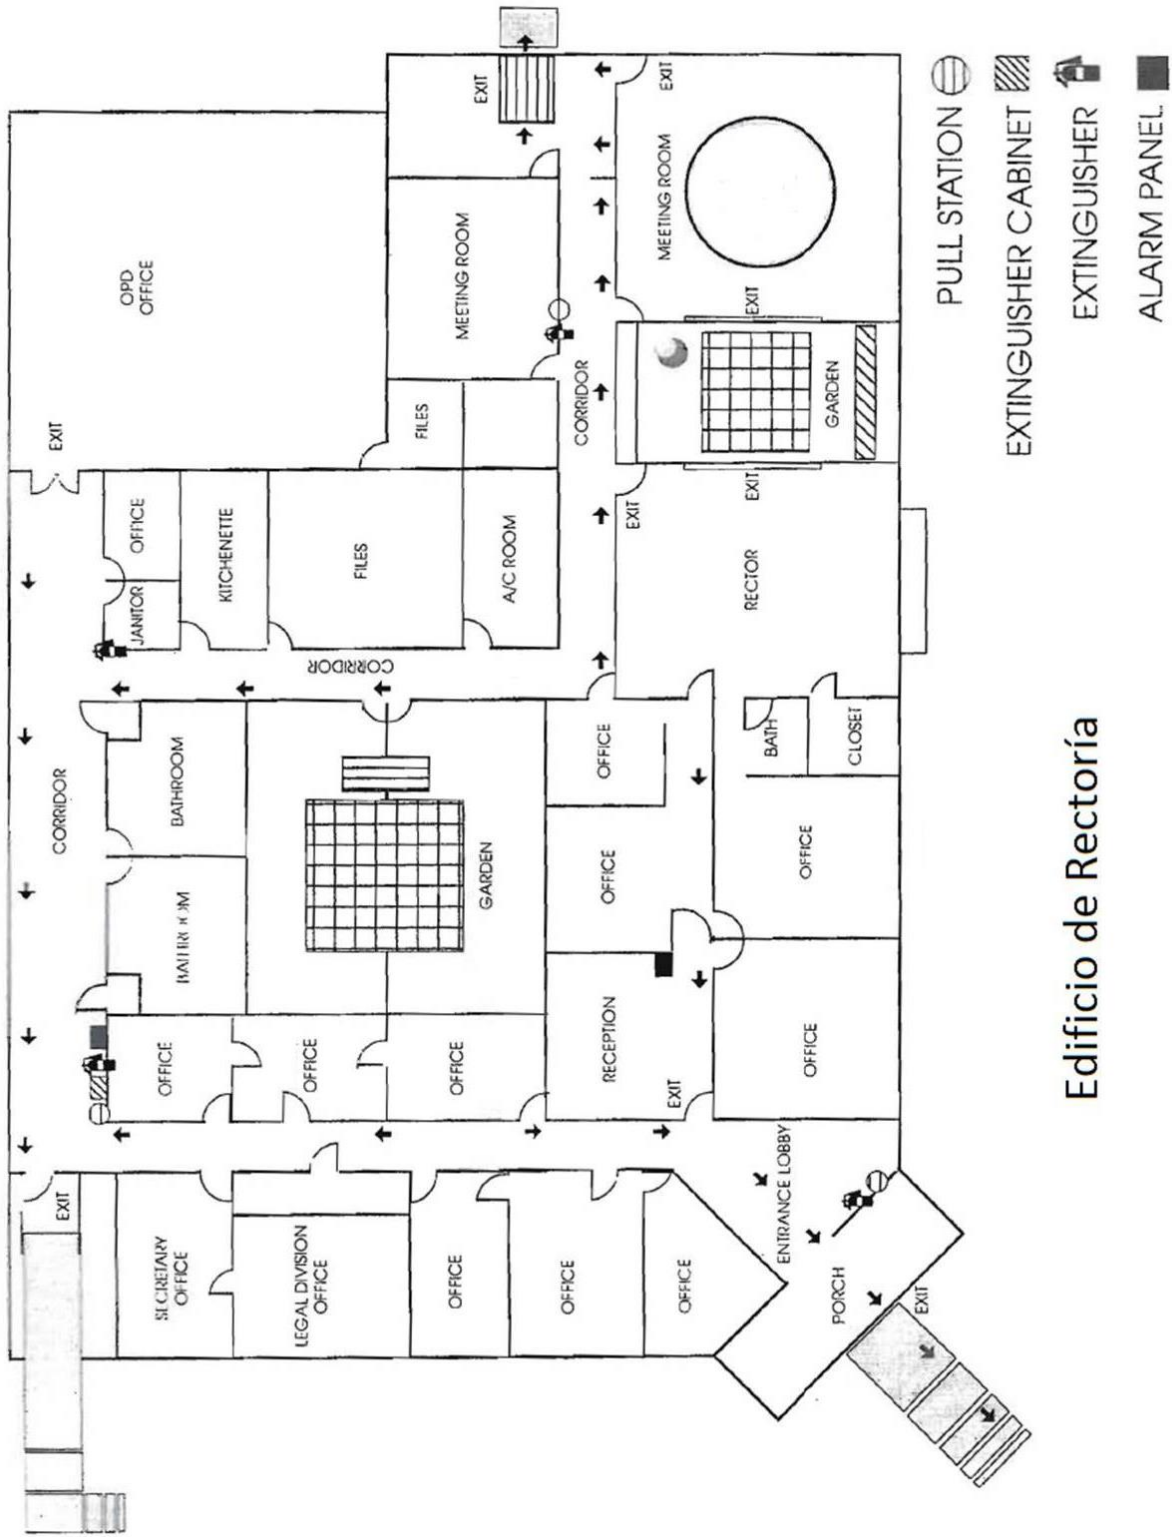 EXIT
CORRIDOR
EXIT
OPD
OFFICE
JANITOR
OFFICE
SECRETARY
OFFICE
OFFICE
BATHROOM
BATHROOM
KITCHENETTE
LEGAL DIVISION
OFFICE
OFFICE
CORRIDOR
FILES
FILES
OFFICE
OFFICE
GARDEN
A/C ROOM
MEETING ROOM
EXIT
OFFICE
RECEPTION
OFFICE
OFFICE
CORRIDOR
EXIT
OFFICE
EXIT
MEETING ROOM
EXIT
ENTRANCE LOBBY
OFFICE
OFFICE
BATH
RECTOR
EXIT
EXIT
PORCH
CLOSET
GARDEN
EXIT
PULL STATION
EXTINGUISHER CABINET
EXTINGUISHER
ALARM PANEL
Edificio de Rectoría